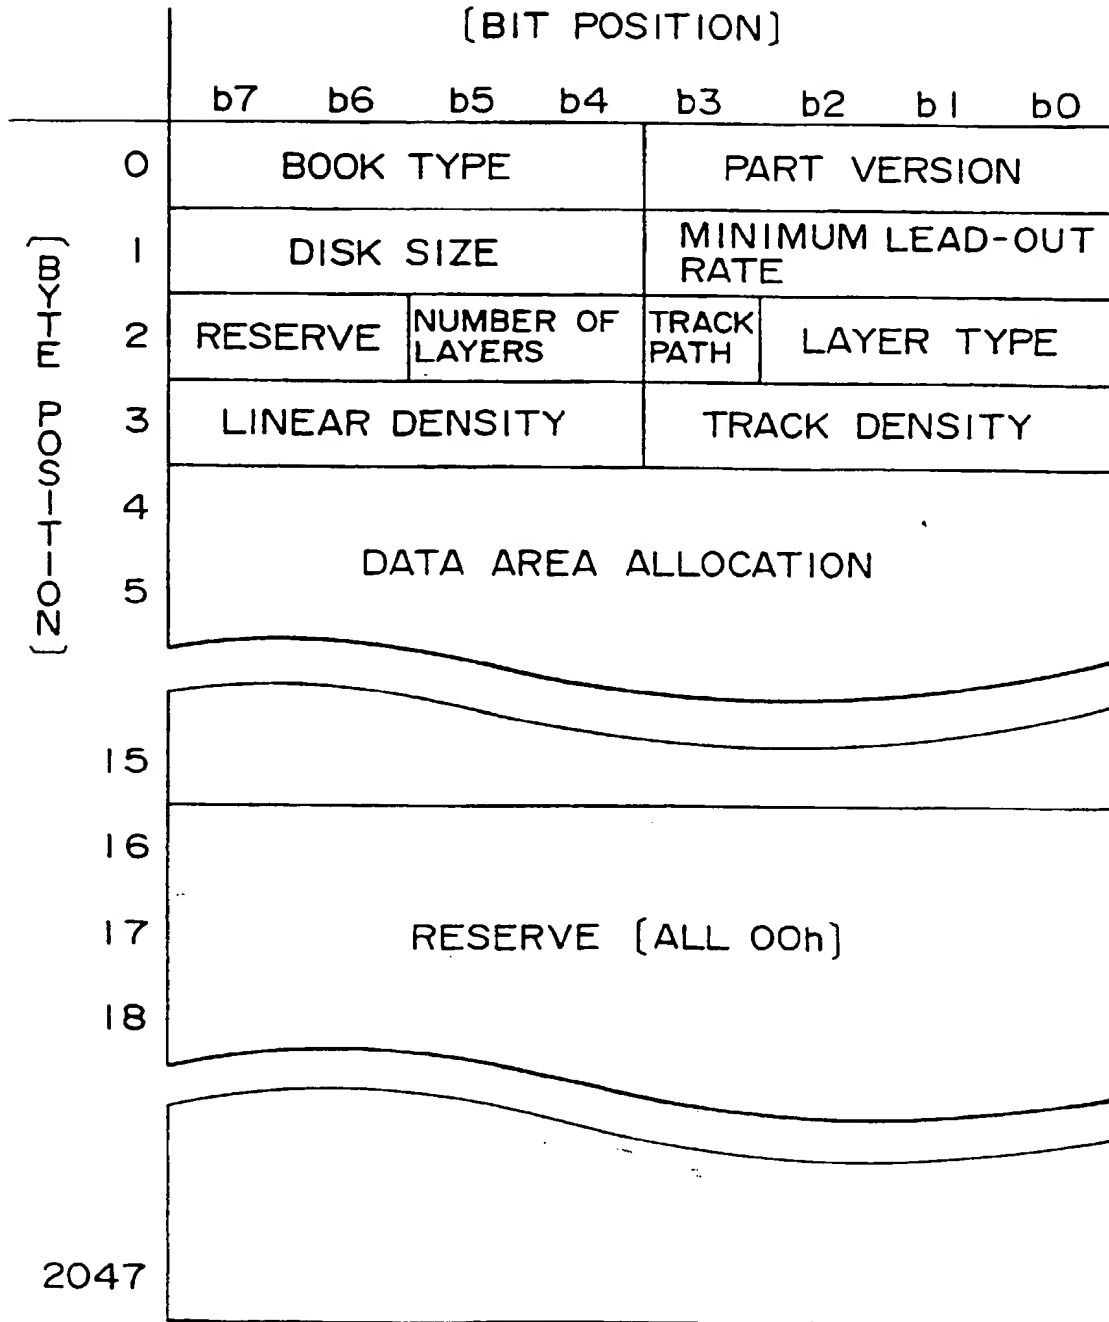 [BIT POSITION]
b7 b6 b5 b4 b3 b2 b1 b0
[BYTE POSITION]
0 BOOK TYPE PART VERSION
1 DISK SIZE MINIMUM LEAD-OUT
RATE
2 RESERVE NUMBER OF
LAYERS TRACK
PATH LAYER TYPE
3 LINEAR DENSITY TRACK DENSITY
4
DATA AREA ALLOCATION
5
15
16
17 RESERVE [ALL 00h]
18
2047